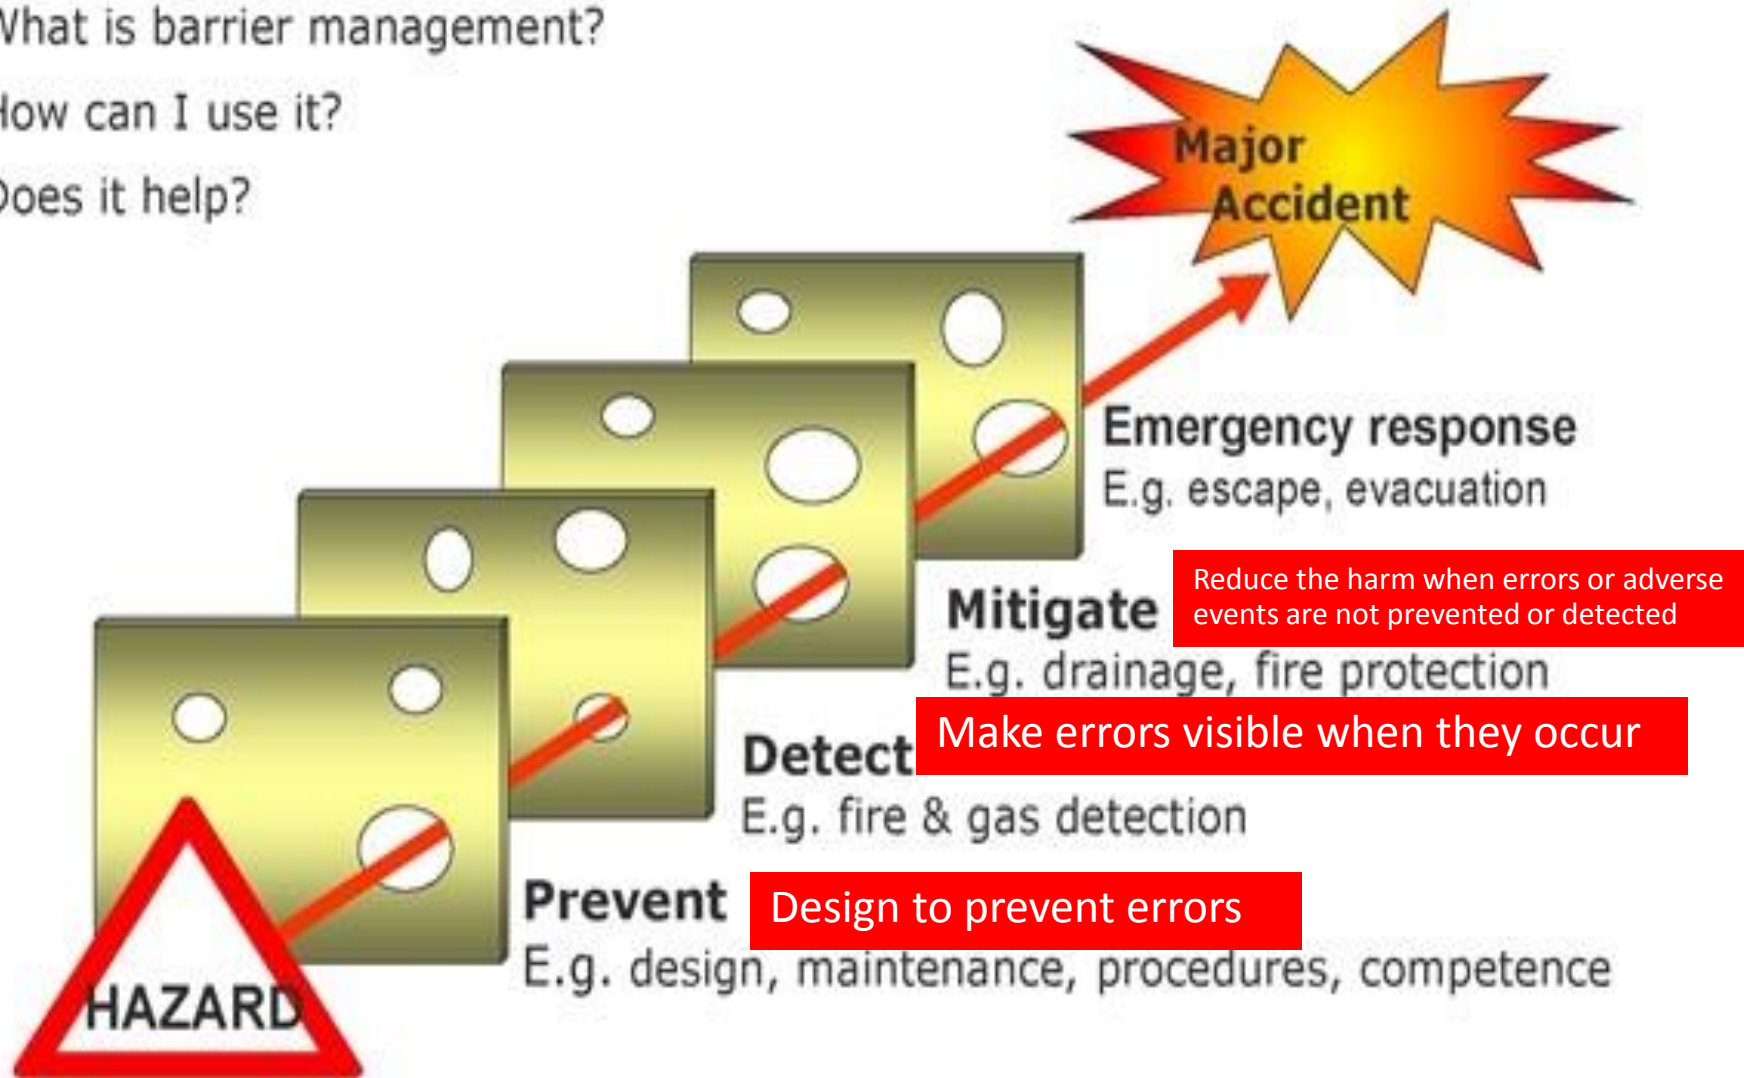 What is barrier management?
How can I use it?
Does it help?
Major
Accident
Emergency response
E.g. escape, evacuation
Mitigate
Reduce the harm when errors or adverse
events are not prevented or detected
E.g. drainage, fire protection
Detect
Make errors visible when they occur
E.g. fire & gas detection
Prevent
Design to prevent errors
E.g. design, maintenance, procedures, competence
HAZARD